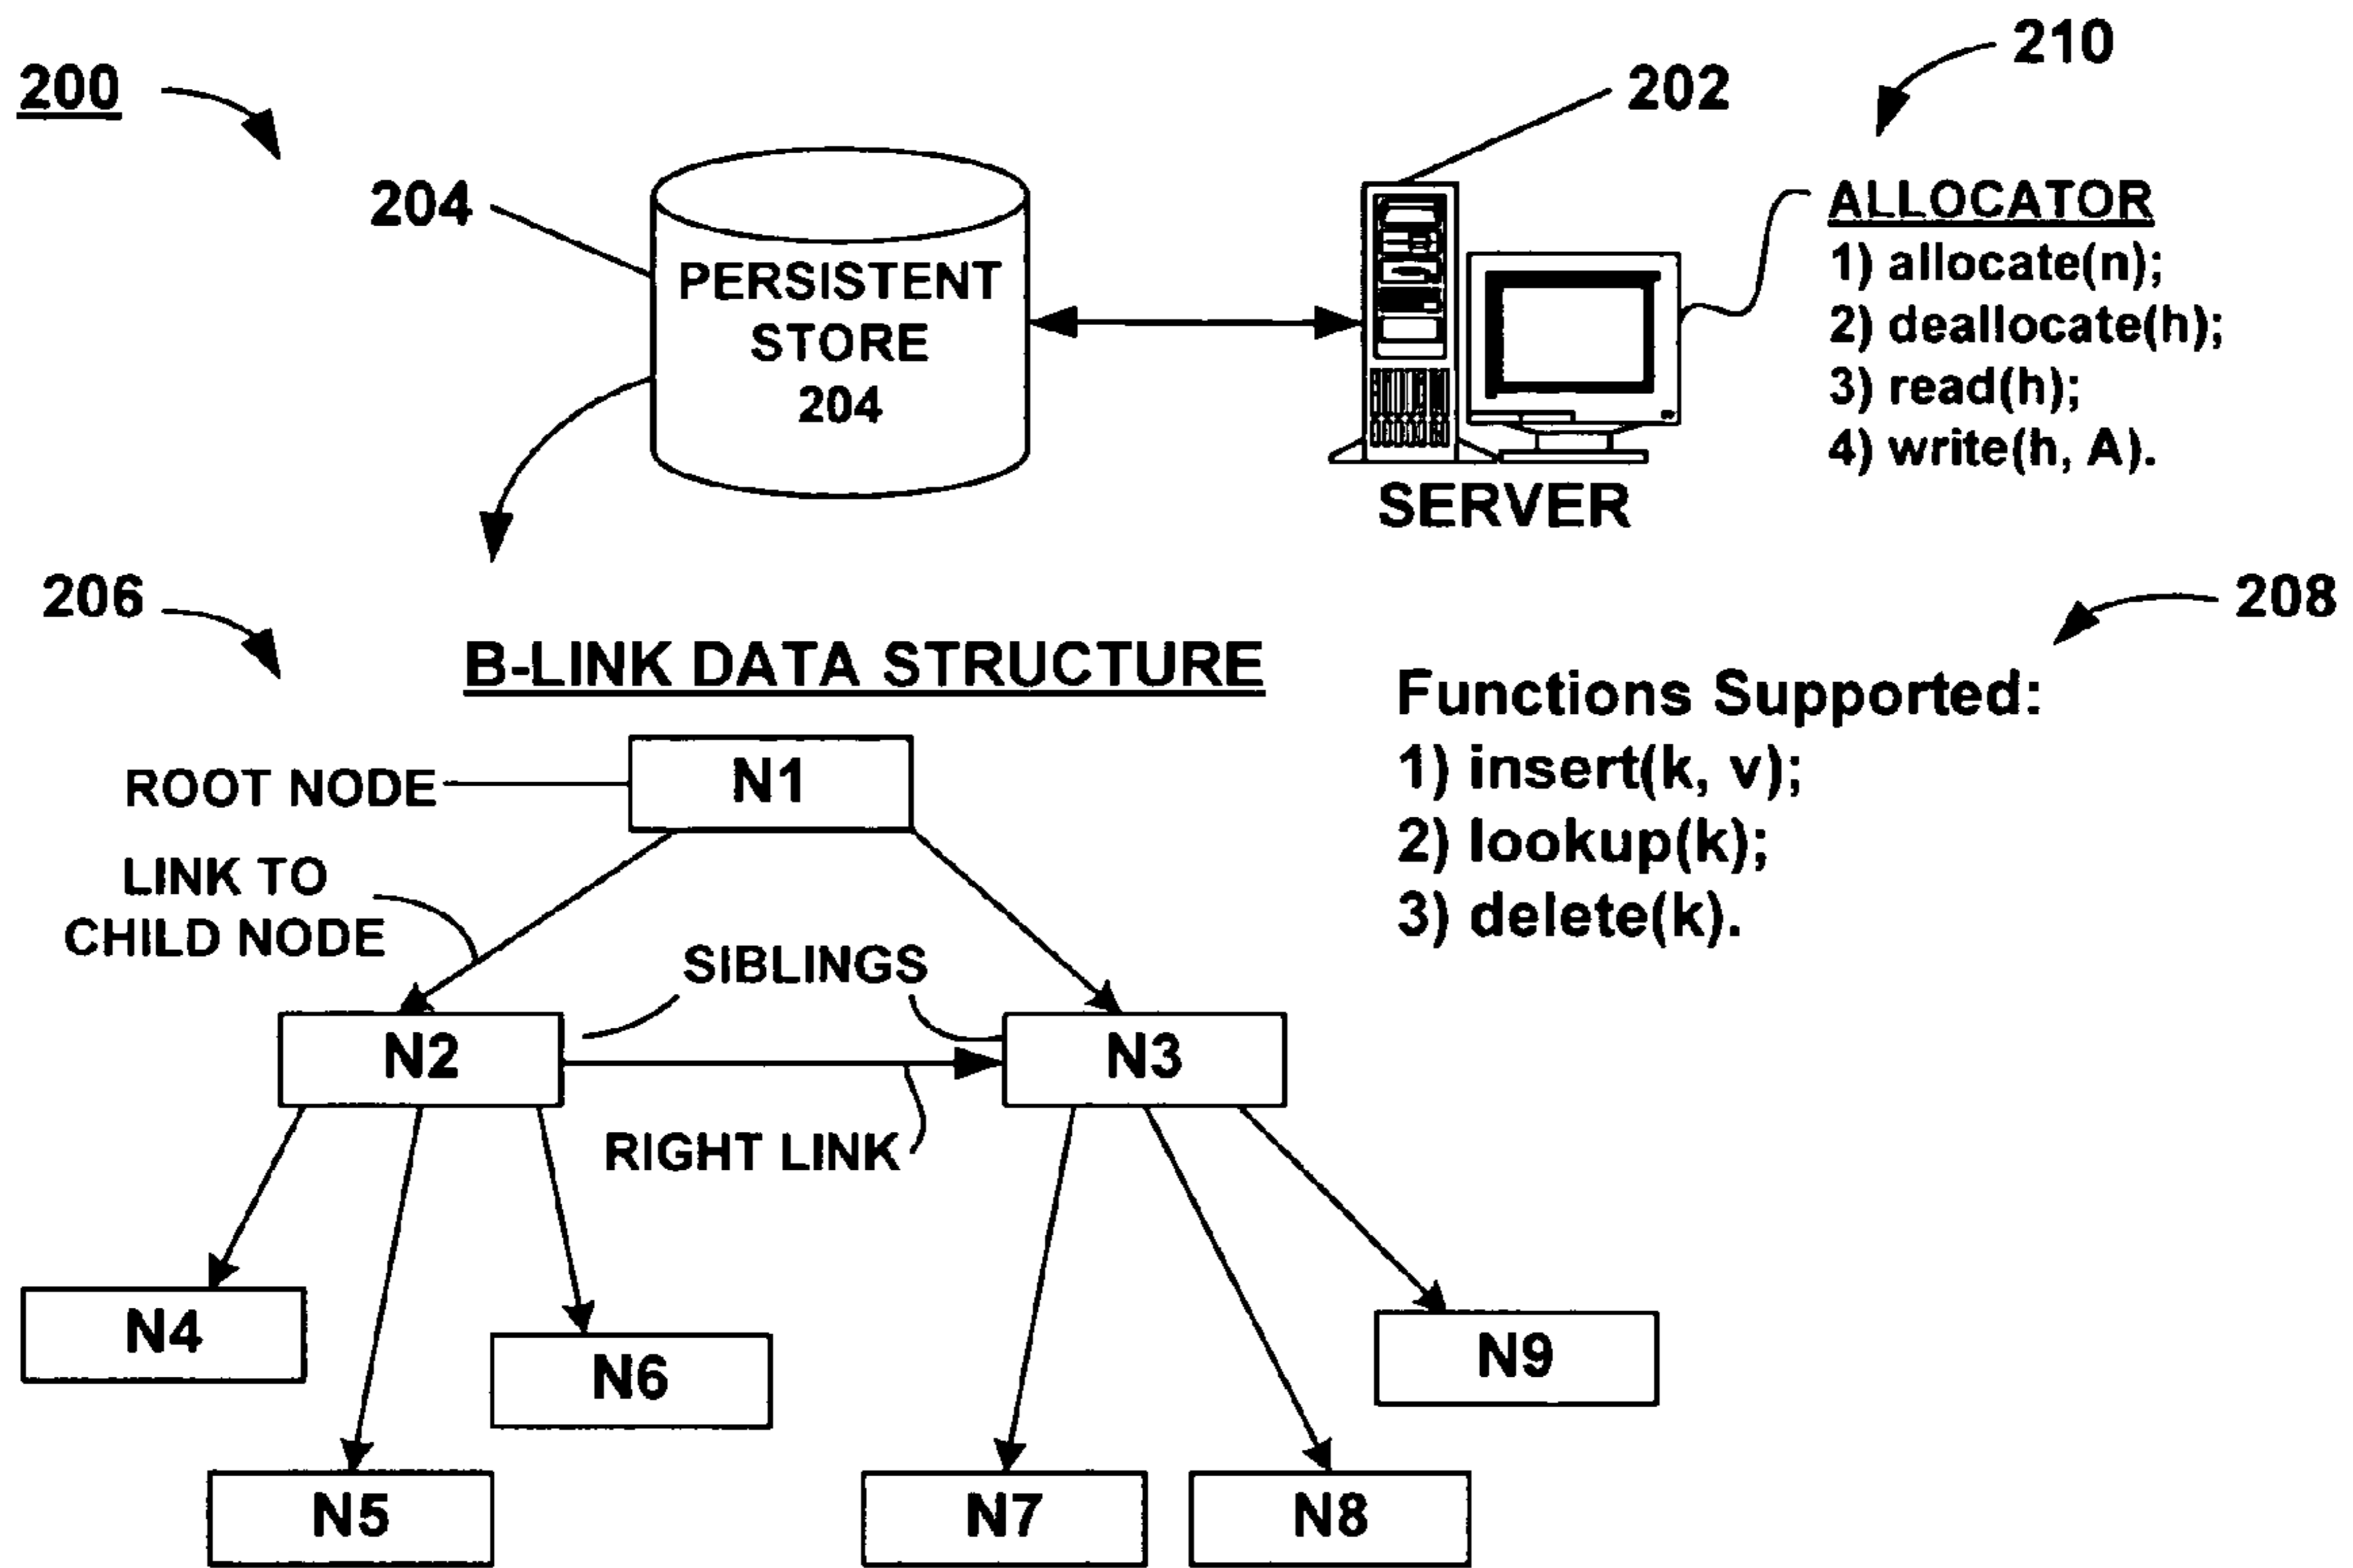 200
210
202
204
PERSISTENT
STORE
204
ALLOCATOR
1) allocate(n);
2) deallocate(h);
3) read(h);
4) write(h, A).
SERVER
206
208
B-LINK DATA STRUCTURE
Functions Supported:
1) insert(k, v);
2) lookup(k);
3) delete(k).
ROOT NODE
N1
LINK TO
CHILD NODE
SIBLINGS
N2
N3
RIGHT LINK
N4
N6
N9
N5
N7
N8